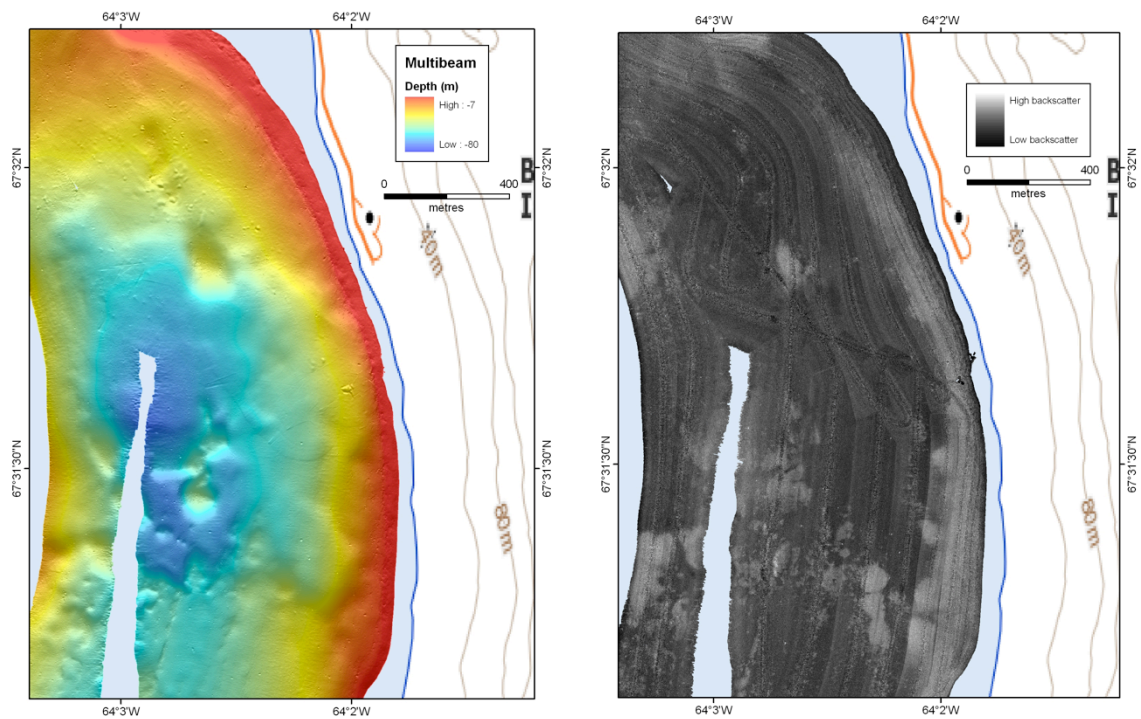 64°3'W 64°2'W
Multibeam
Depth (m)
High : -7
Low : -80
0 400
metres
67°32'N
67°32'N
B
I
40m
67°31'30"N
67°31'30"N
80 m
64°3'W 64°2'W
64°3'W 64°2'W
High backscatter
Low backscatter
0 400
metres
67°32'N
67°32'N
B
I
40m
67°31'30"N
67°31'30"N
80 m
64°3'W 64°2'W